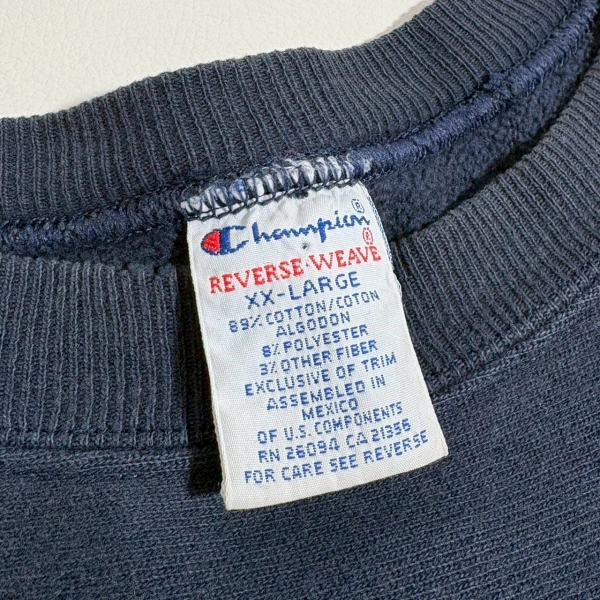 Champion®
REVERSE·WEAVE®
XX-LARGE
89% COTTON/COTON
ALGODON
8% POLYESTER
3% OTHER FIBER
EXCLUSIVE OF TRIM
ASSEMBLED IN
MEXICO
OF U.S. COMPONENTS
RN 26094 CA 21356
FOR CARE SEE REVERSE